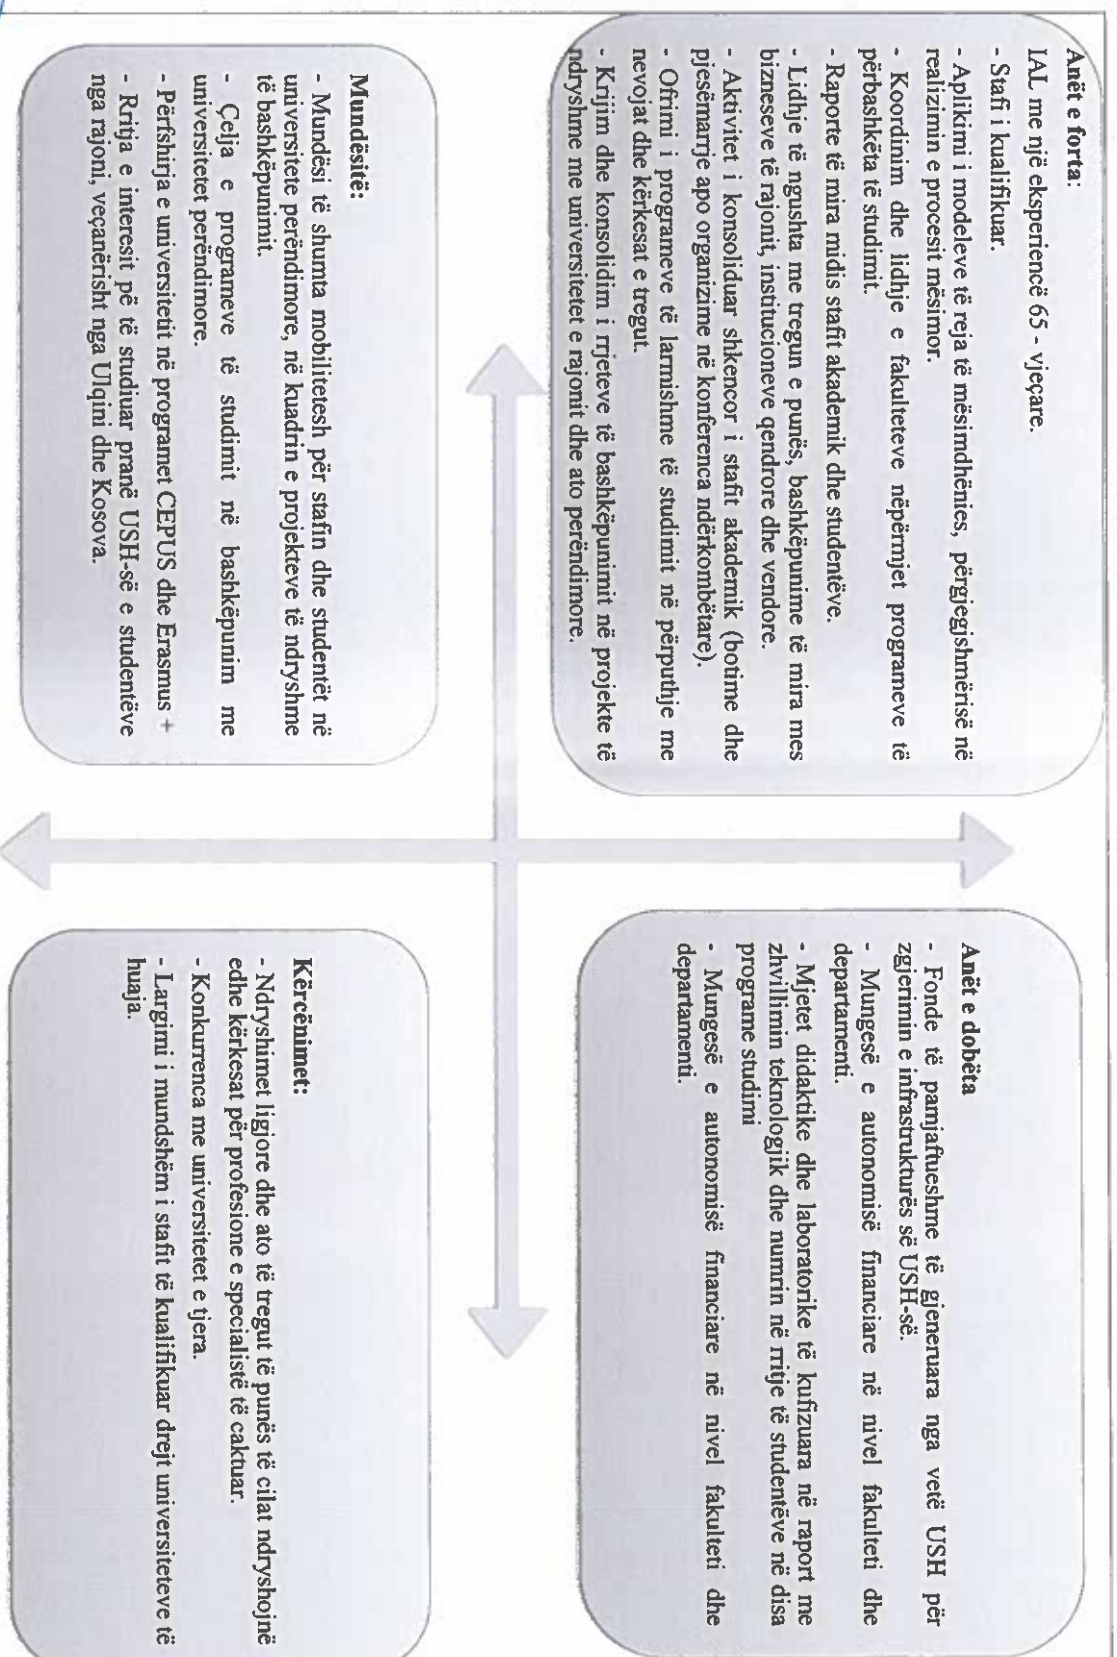 Anët e forta:
IAL me një eksperiencë 65 - vjeçare.
- Stafi i kualifikuar.
- Aplikimi i modeleve të reja të mësimdhënies, përgjegjshmërisë në
realizimin e procesit mësimor.
- Koordinim dhe lidhje e fakulteteve nëpërmjet programeve të
përbashkëta të studimit.
- Raporte të mira midis stafit akademik dhe studentëve.
- Lidhje të ngushta me tregun e punës, bashkëpunime të mira mes
bizneseve të rajonit, institucioneve qendrore dhe vendore.
- Aktivitet i konsoliduar shkencor i stafit akademik (botime dhe
pjesëmarrje apo organizime në konferenca ndërkombëtare).
- Ofrimi i programeve të larmishme të studimit në përputhje me
nevojat dhe kërkesat e tregut.
- Krijim dhe konsolidim i rrjeteve të bashkëpunimit në projekte të
ndryshme me universitetet e rajonit dhe ato perëndimore.
Anët e dobëta
- Fonde të pamjaftueshme të gjeneruara nga vetë USH për
zgjerimin e infrastrukturës së USH-së.
- Mungesë e autonomisë financiare në nivel fakulteti dhe
departamenti.
- Mjetet didaktike dhe laboratorike të kufizuara në raport me
zhvillimin teknologjik dhe numrin në rritje të studentëve në disa
programe studimi
- Mungesë e autonomisë financiare në nivel fakulteti dhe
departamenti.
Mundësitë:
- Mundësi të shuma mobilitetesh për stafin dhe studentët në
universitete perëndimore, në kuadrin e projekteve të ndryshme
të bashkëpunimit.
- Çelja e programeve të studimit në bashkëpunim me
universitetet perëndimore.
- Përfshirja e universitetit në programet CEPUS dhe Erasmus +
- Rritja e interesit pë të studiuar pranë USH-së e studentëve
nga rajoni, veçanërisht nga Ulqini dhe Kosova.
Kërcënimet:
- Ndryshimet ligjore dhe ato të tregut të punës të cilat ndryshojnë
edhe kërkesat për profesione e specialistë të caktuar.
- Konkurrenca me universitetet e tjera.
- Largimi i mundshëm i stafit të kualifikuar drejt universiteteve të
huaja.